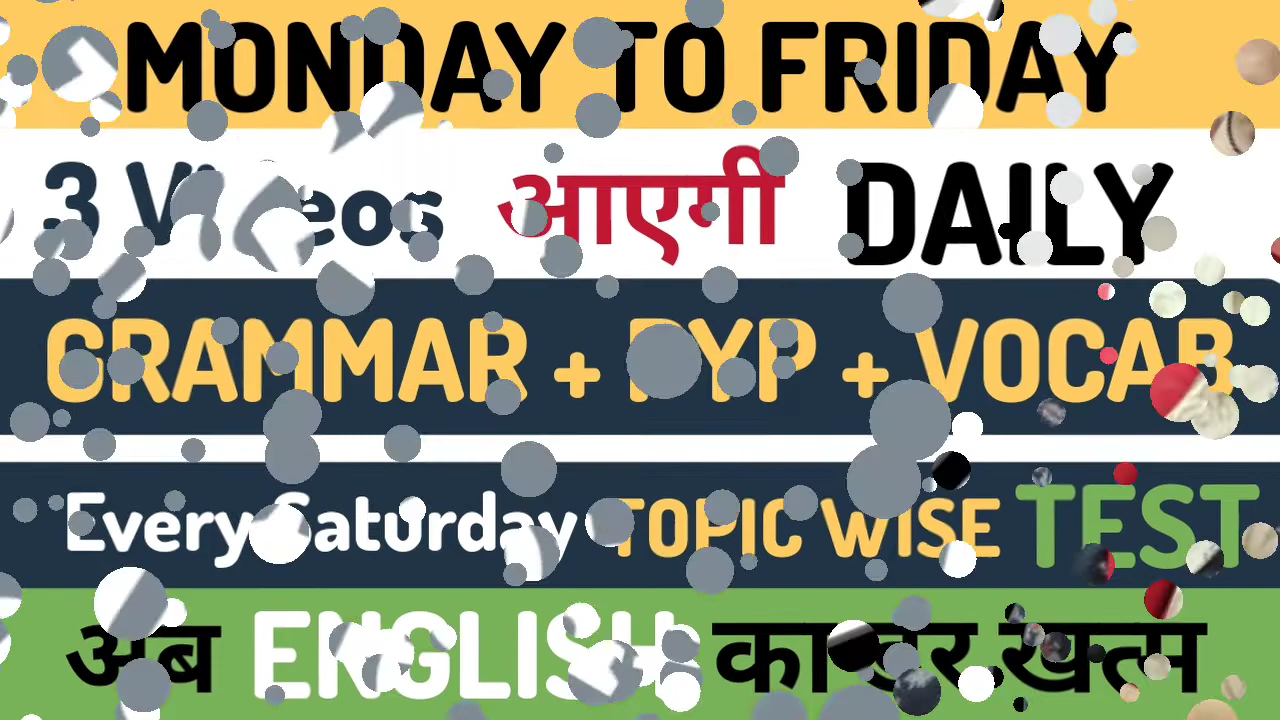 MONDAY TO FRIDAY
3 Videos आएगी DAILY
GRAMMAR + PYP + VOCAB
Every Saturday TOPIC WISE TEST
अब ENGLISH का डर खत्म